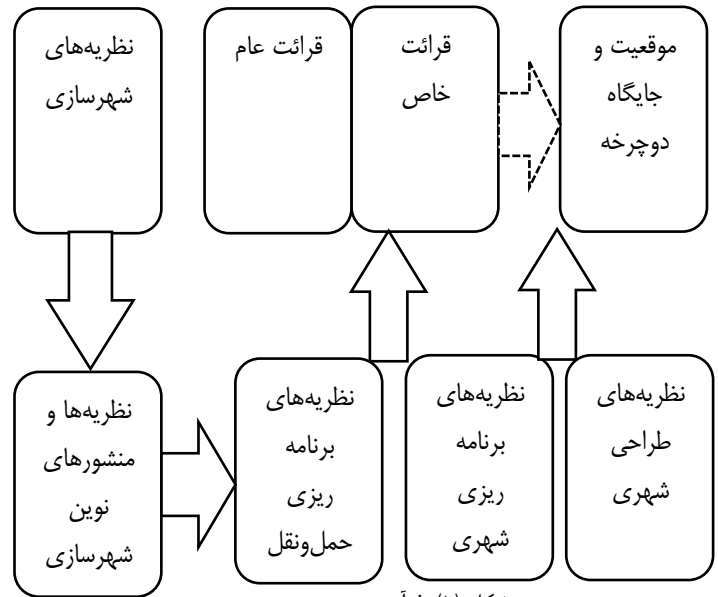 نظریه‌های
شهرسازی
قرائت عام
قرائت
خاص
موقعیت و
جایگاه
دوچرخه
نظریه‌ها و
منشورهای
نوین
شهرسازی
نظریه‌های
برنامه
ریزی
حمل‌ونقل
نظریه‌های
برنامه
ریزی
شهری
نظریه‌های
طراحی
شهری